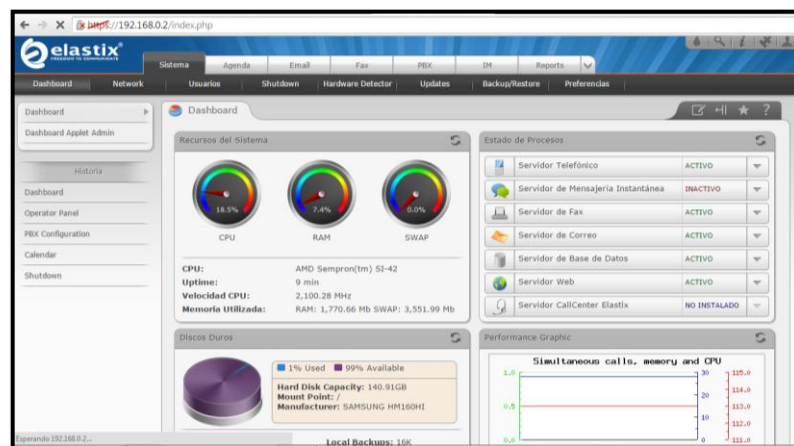 https://192.168.0.2/index.php
elastix®
FREEDOM TO COMMUNICATE
Sistema Agenda Email Fax PBX IM Reports
Dashboard Network Usuarios Shutdown Hardware Detector Updates Backup/Restore Preferencias
Dashboard
Dashboard Applet Admin
Historia
Dashboard
Operator Panel
PBX Configuration
Calendar
Shutdown
Dashboard
Recursos del Sistema
18.5% 7.4% 0.0%
CPU RAM SWAP
CPU: AMD Sempron(tm) SI-42
Uptime: 9 min
Velocidad CPU: 2,100.28 MHz
Memoria Utilizada: RAM: 1,770.66 Mb SWAP: 3,551.99 Mb
Estado de Procesos
Servidor Telefónico ACTIVO
Servidor de Mensajería Instantánea INACTIVO
Servidor de Fax ACTIVO
Servidor de Correo ACTIVO
Servidor de Base de Datos ACTIVO
Servidor Web ACTIVO
Servidor CallCenter Elastix NO INSTALADO
Discos Duros
1% Used 99% Available
Hard Disk Capacity: 140.91GB
Mount Point: /
Manufacturer: SAMSUNG HM160HI
Local Backups: 16K
Performance Graphic
Simultaneous calls, memory and CPU
1.0 30 115.0
114.0
20
0.5 113.0
10 112.0
0.0 0 111.0
Esperando 192.168.0.2...